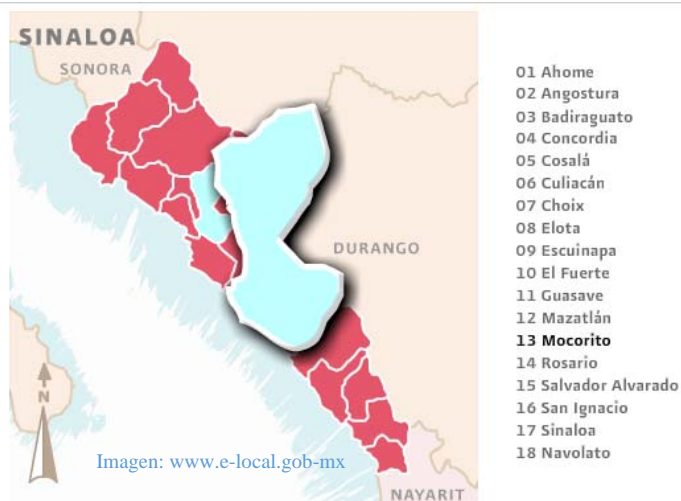 SINALOA
SONORA
DURANGO
N
Imagen: www.e-local.gob-mx
NAYARIT
01 Ahome
02 Angostura
03 Badiraguato
04 Concordia
05 Cosalá
06 Culiacán
07 Choix
08 Elota
09 Escuinapa
10 El Fuerte
11 Guasave
12 Mazatlán
13 Mocorito
14 Rosario
15 Salvador Alvarado
16 San Ignacio
17 Sinaloa
18 Navolato